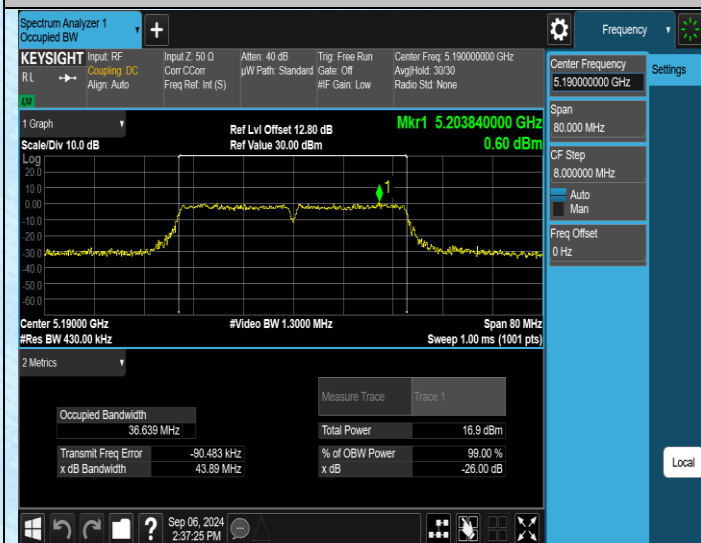 Spectrum Analyzer 1
Occupied BW
Frequency
KEYSIGHT
RL
Input: RF
Coupling: DC
Align: Auto
Input Z: 50 Ω
Corr CCorr
Freq Ref: Int (S)
Atten: 40 dB
µW Path: Standard
Trig: Free Run
Gate: Off
#IF Gain: Low
Center Freq: 5.190000000 GHz
Avg|Hold: 30/30
Radio Std: None
Center Frequency
5.190000000 GHz
Settings
Span
80.000 MHz
CF Step
8.000000 MHz
Auto
Man
Freq Offset
0 Hz
1 Graph
Scale/Div 10.0 dB
Ref Lvl Offset 12.80 dB
Ref Value 30.00 dBm
Mkr1 5.203840000 GHz
0.60 dBm
Log
20.0
10.0
0.00
-10.0
-20.0
-30.0
-40.0
-50.0
-60.0
1
Center 5.19000 GHz
#Res BW 430.00 kHz
#Video BW 1.3000 MHz
Span 80 MHz
Sweep 1.00 ms (1001 pts)
2 Metrics
Measure Trace
Trace 1
Occupied Bandwidth
36.639 MHz
Total Power
16.9 dBm
Transmit Freq Error
-90.483 kHz
% of OBW Power
99.00 %
x dB Bandwidth
43.89 MHz
x dB
-26.00 dB
Local
?
Sep 06, 2024
2:37:25 PM